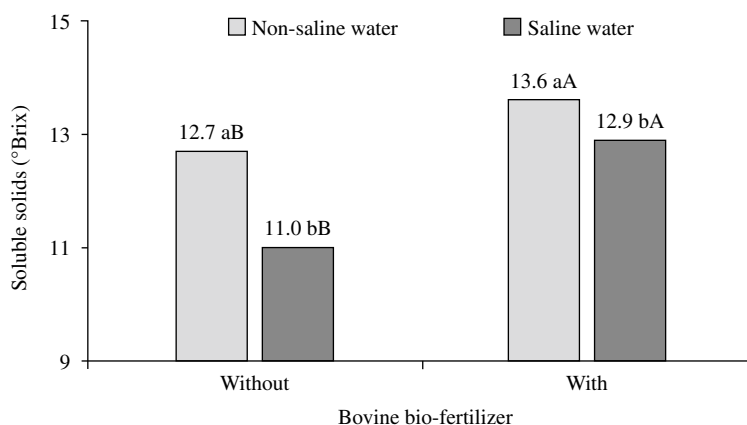 Non-saline water Saline water
15
13.6 aA
12.9 bA
13
12.7 aB
11.0 bB
11
9
Soluble solids (°Brix)
Without With
Bovine bio-fertilizer